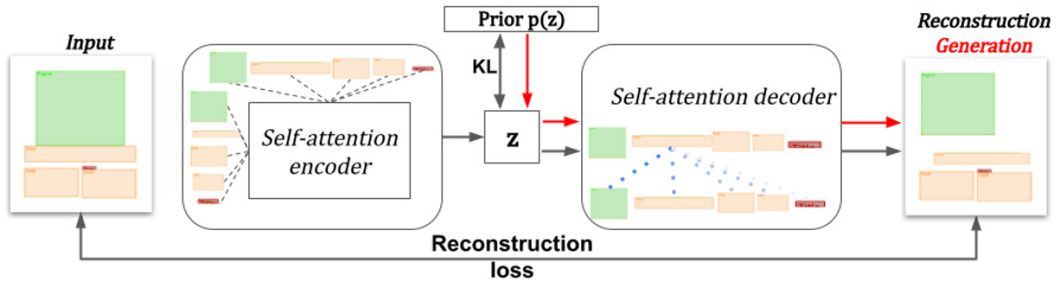 Input
Prior p(z)
Reconstruction
Generation
KL
Self-attention
encoder
z
Self-attention decoder
Reconstruction
loss